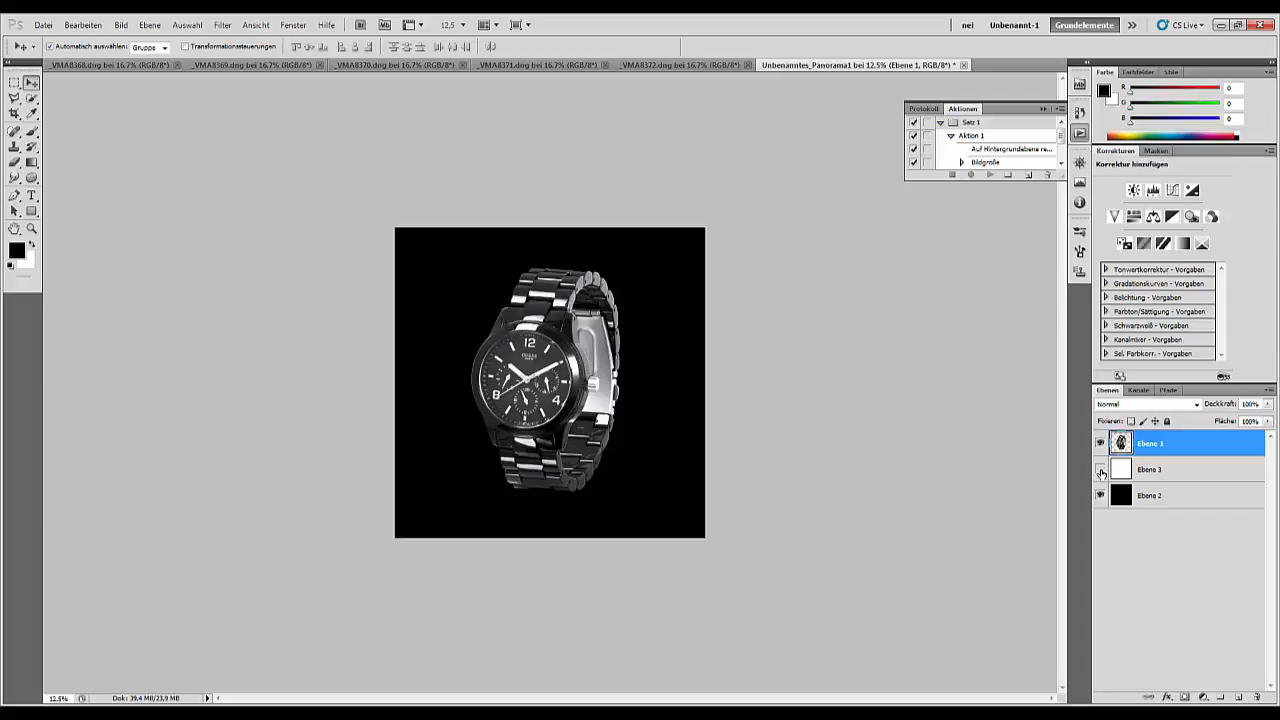 Ps Datei Bearbeiten Bild Ebene Auswahl Filter Ansicht Fenster Hilfe Br Mb 12,5 nei Unbenannt-1 Grundelemente CS Live
Automatisch auswählen: Gruppe Transformationssteuerungen
_VMA8368.dng bei 16.7% (RGB/8*) _VMA8369.dng bei 16.7% (RGB/8*) _VMA8370.dng bei 16.7% (RGB/8*) _VMA8371.dng bei 16.7% (RGB/8*) _VMA8372.dng bei 16.7% (RGB/8*) Unbenanntes_Panorama1 bei 12.5% (Ebene 1, RGB/8*) *
Farbe Farbfelder Stile
R 0
G 0
B 0
Protokoll Aktionen
Satz 1
Aktion 1
Auf Hintergrundebene re...
Bildgröße
Korrekturen Masken
Korrektur hinzufügen
Tonwertkorrektur - Vorgaben
Gradationskurven - Vorgaben
Belichtung - Vorgaben
Farbton/Sättigung - Vorgaben
Schwarzweiß - Vorgaben
Kanalmixer - Vorgaben
Sel. Farbkorr. - Vorgaben
12
GUESS
8
4
Ebenen Kanäle Pfade
Normal Deckkraft: 100%
Fixieren: Fläche: 100%
Ebene 1
Ebene 3
Ebene 2
12.5% Dok: 39,4 MB/23,9 MB